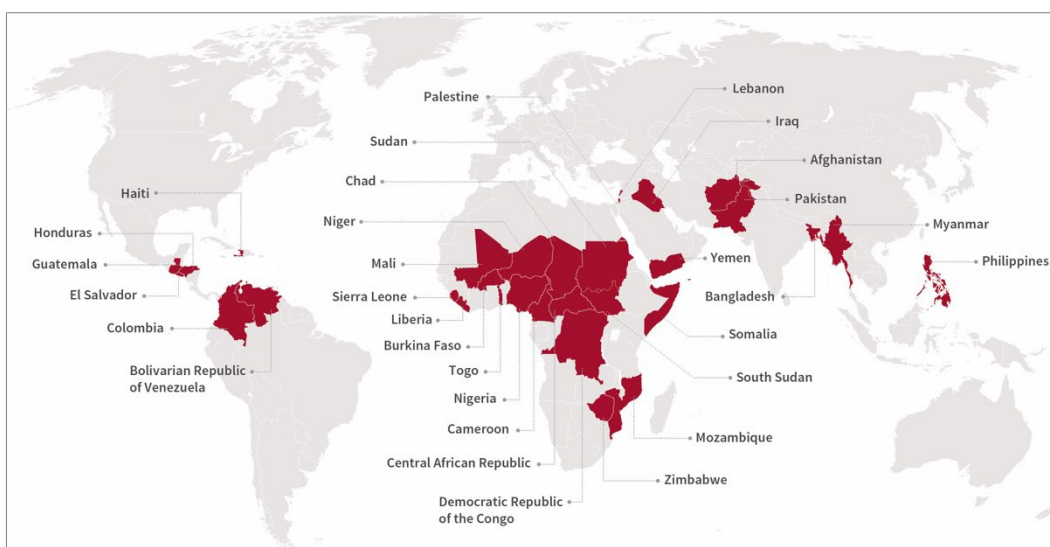 Palestine
Lebanon
Iraq
Sudan
Afghanistan
Chad
Pakistan
Haiti
Niger
Myanmar
Honduras
Mali
Yemen
Philippines
Guatemala
El Salvador
Sierra Leone
Bangladesh
Liberia
Colombia
Somalia
Burkina Faso
Bolivarian Republic
of Venezuela
Togo
South Sudan
Nigeria
Cameroon
Mozambique
Central African Republic
Zimbabwe
Democratic Republic
of the Congo